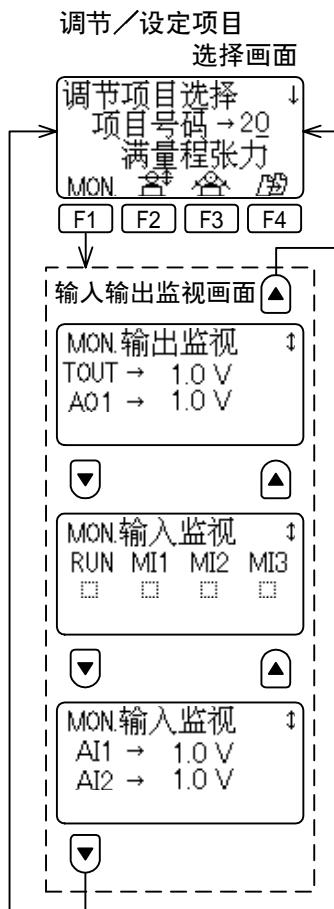 调节／设定项目
选择画面
调节项目选择 ↓
项目号码→20
满量程张力
MON.
F1 F2 F3 F4
输入输出监视画面 ▲
MON.输出监视 ↕
TOUT → 1.0 V
AO1 → 1.0 V
▼ ▲
MON.输入监视 ↕
RUN MI1 MI2 MI3
▼ ▲
MON.输入监视 ↕
AI1 → 1.0 V
AI2 → 1.0 V
▼